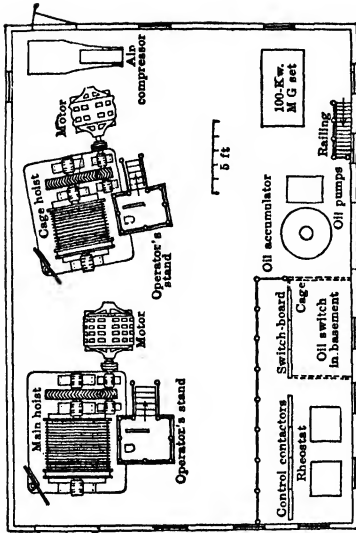 Air
compressor
Motor
Cage hoist
Operator's
stand
5 ft
100-Kw.
M G set
Railing
Oil pumps
Oil accumulator
Motor
Main hoist
Operator's stand
Switch-board
Cage
Oil switch
in basement
Control contactors
Rheostat